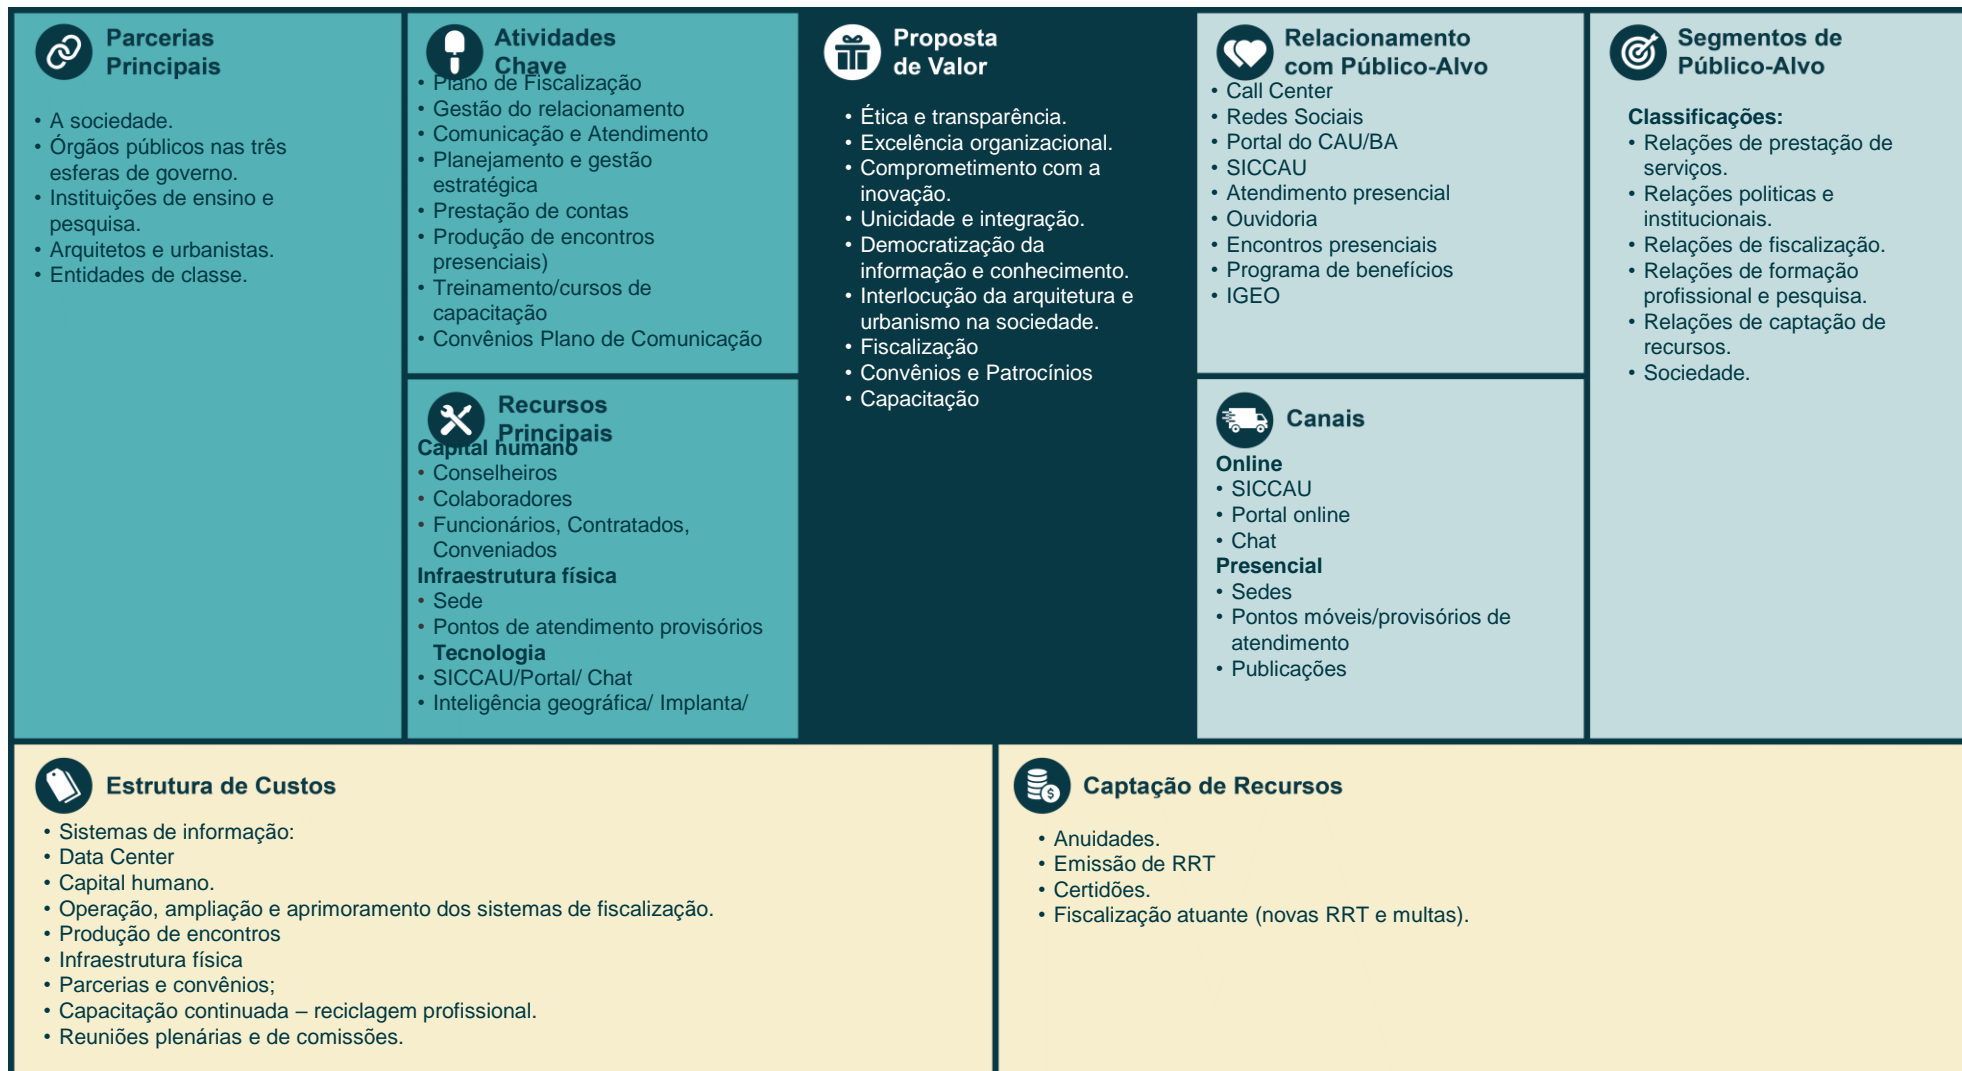 Parcerias
Principais
• A sociedade.
• Órgãos públicos nas três
esferas de governo.
• Instituições de ensino e
pesquisa.
• Arquitetos e urbanistas.
• Entidades de classe.
Atividades
Chave
• Plano de Fiscalização
• Gestão do relacionamento
• Comunicação e Atendimento
• Planejamento e gestão
estratégica
• Prestação de contas
• Produção de encontros
presenciais)
• Treinamento/cursos de
capacitação
• Convênios Plano de Comunicação
Recursos
Principais
Capital humano
• Conselheiros
• Colaboradores
• Funcionários, Contratados,
Conveniados
Infraestrutura física
• Sede
• Pontos de atendimento provisórios
Tecnologia
• SICCAU/Portal/ Chat
• Inteligência geográfica/ Implanta/
Proposta
de Valor
• Ética e transparência.
• Excelência organizacional.
• Comprometimento com a
inovação.
• Unicidade e integração.
• Democratização da
informação e conhecimento.
• Interlocução da arquitetura e
urbanismo na sociedade.
• Fiscalização
• Convênios e Patrocínios
• Capacitação
Relacionamento
com Público-Alvo
• Call Center
• Redes Sociais
• Portal do CAU/BA
• SICCAU
• Atendimento presencial
• Ouvidoria
• Encontros presenciais
• Programa de benefícios
• IGEO
Canais
Online
• SICCAU
• Portal online
• Chat
Presencial
• Sedes
• Pontos móveis/provisórios de
atendimento
• Publicações
Segmentos de
Público-Alvo
Classificações:
• Relações de prestação de
serviços.
• Relações politicas e
institucionais.
• Relações de fiscalização.
• Relações de formação
profissional e pesquisa.
• Relações de captação de
recursos.
• Sociedade.
Estrutura de Custos
• Sistemas de informação:
• Data Center
• Capital humano.
• Operação, ampliação e aprimoramento dos sistemas de fiscalização.
• Produção de encontros
• Infraestrutura física
• Parcerias e convênios;
• Capacitação continuada – reciclagem profissional.
• Reuniões plenárias e de comissões.
Captação de Recursos
• Anuidades.
• Emissão de RRT
• Certidões.
• Fiscalização atuante (novas RRT e multas).